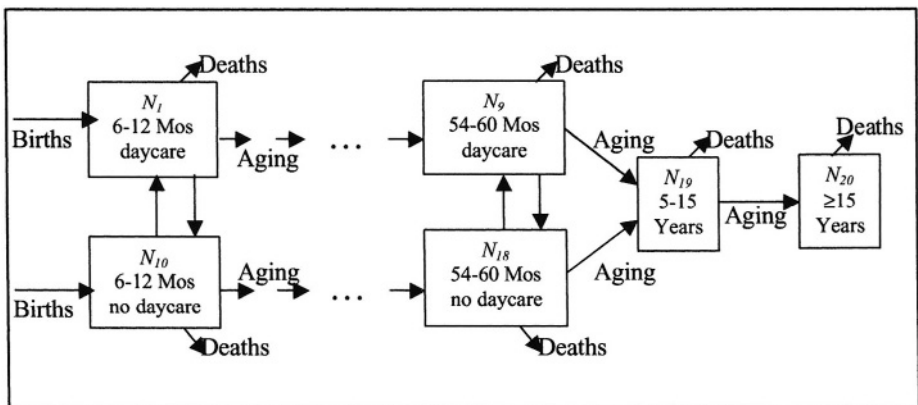 Deaths
N1
6-12 Mos
daycare
Births
Aging
...
Deaths
N9
54-60 Mos
daycare
Aging
Deaths
N19
5-15
Years
Aging
Deaths
N20
≥15
Years
Births
N10
6-12 Mos
no daycare
Aging
...
N18
54-60 Mos
no daycare
Aging
Deaths
Deaths